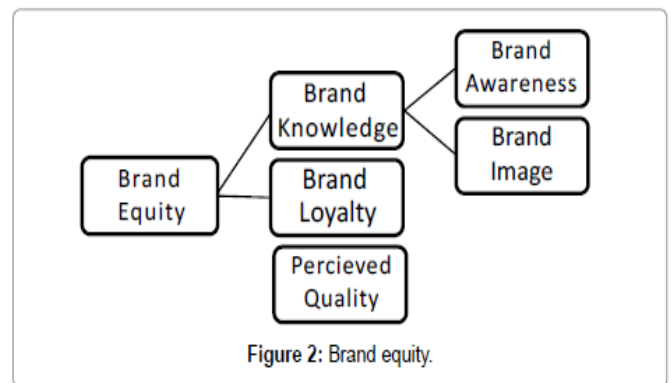 Brand
Equity
Brand
Knowledge
Brand
Loyalty
Percieved
Quality
Brand
Awareness
Brand
Image
Figure 2: Brand equity.